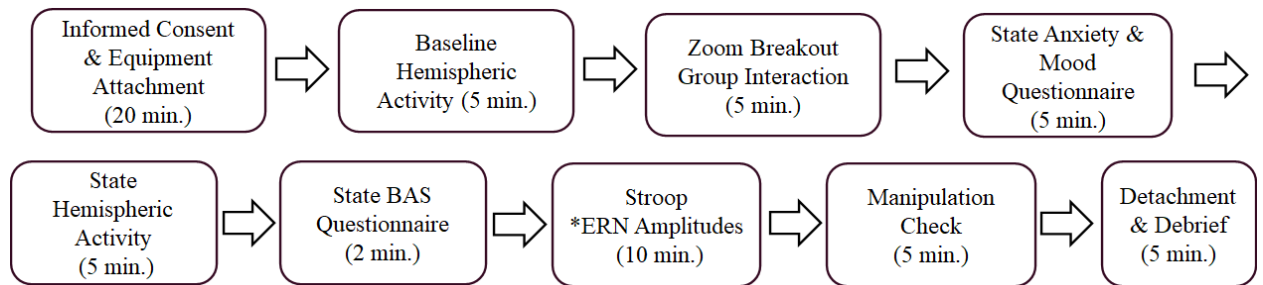 Informed Consent
& Equipment
Attachment
(20 min.)
Baseline
Hemispheric
Activity (5 min.)
Zoom Breakout
Group Interaction
(5 min.)
State Anxiety &
Mood
Questionnaire
(5 min.)
State
Hemispheric
Activity
(5 min.)
State BAS
Questionnaire
(2 min.)
Stroop
*ERN Amplitudes
(10 min.)
Manipulation
Check
(5 min.)
Detachment
& Debrief
(5 min.)